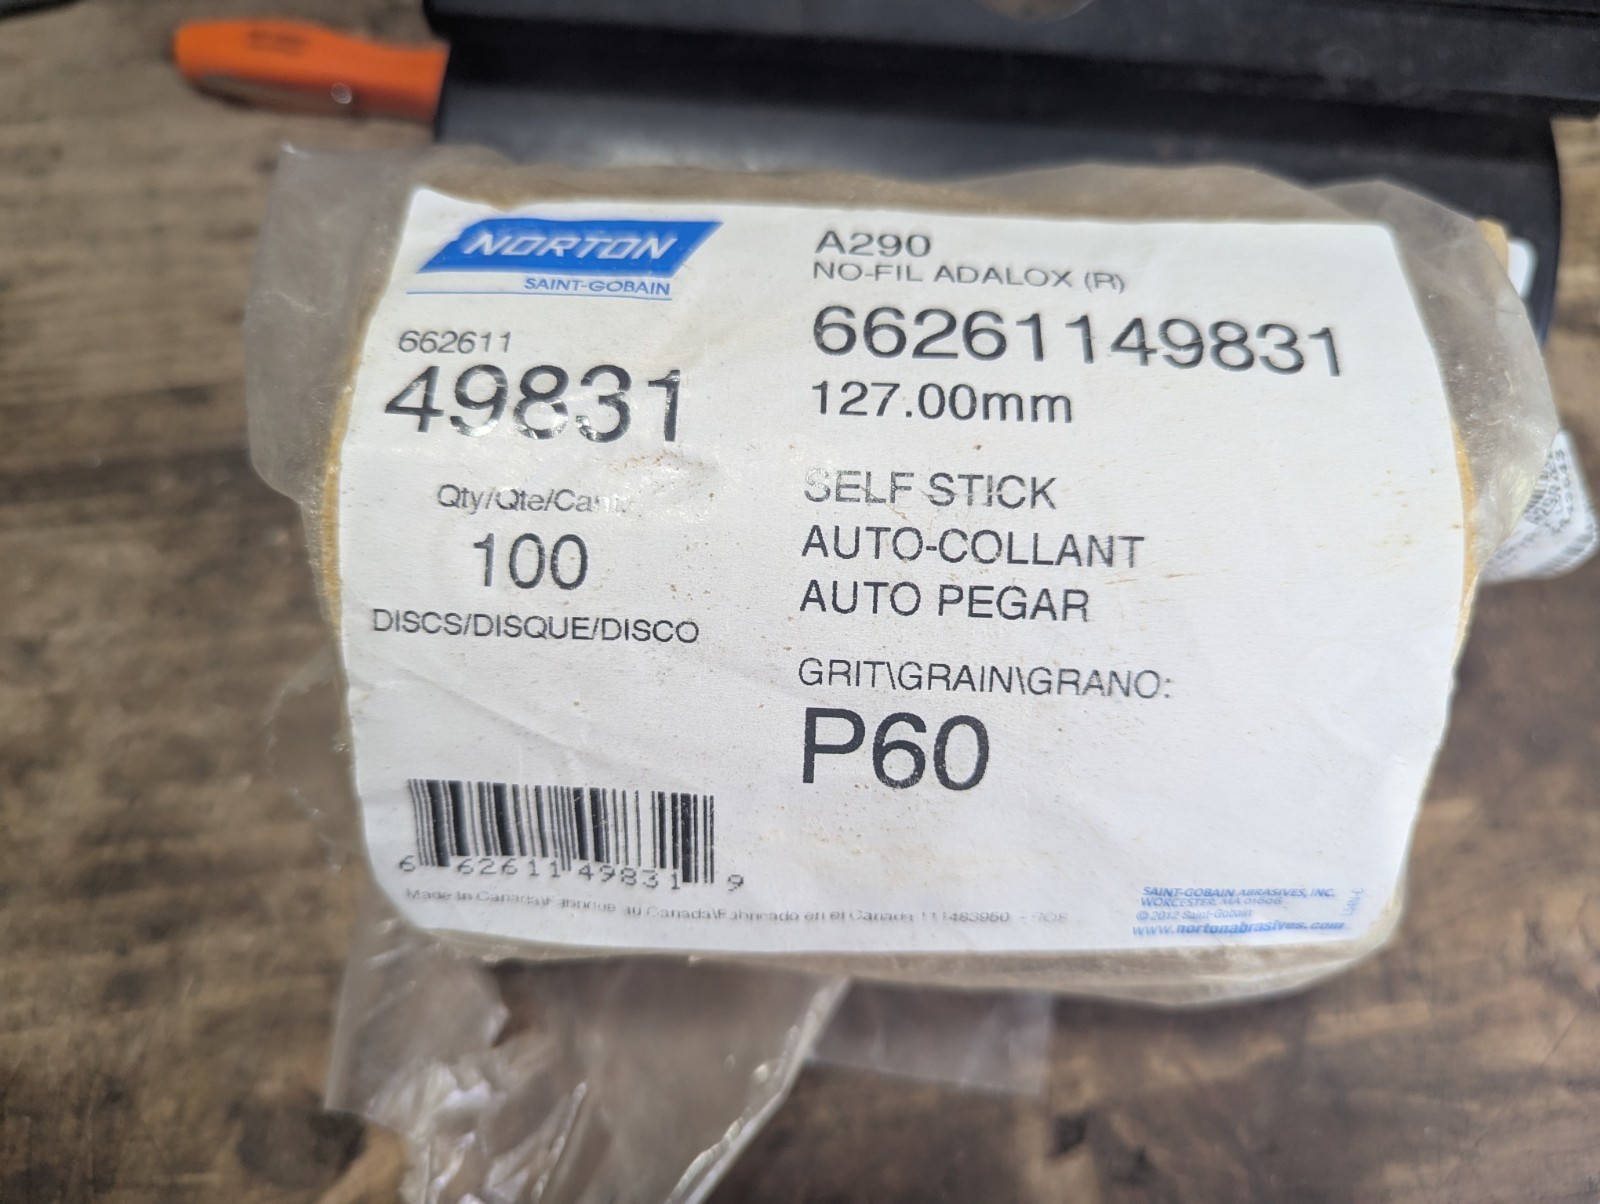 NORTON
SAINT-GOBAIN
662611
49831
Qty/Qte/Cant.
100
DISCS/DISQUE/DISCO
6 62611 49831 9
Made in Canada\Fabriqué au Canada\Fabricado en el Canada
A290
NO-FIL ADALOX (R)
66261149831
127.00mm
SELF STICK
AUTO-COLLANT
AUTO PEGAR
GRIT\GRAIN\GRANO:
P60
SAINT-GOBAIN ABRASIVES, INC.
WORCESTER, MA 01606
© 2012 Saint-Gobain
www.nortonabrasives.com